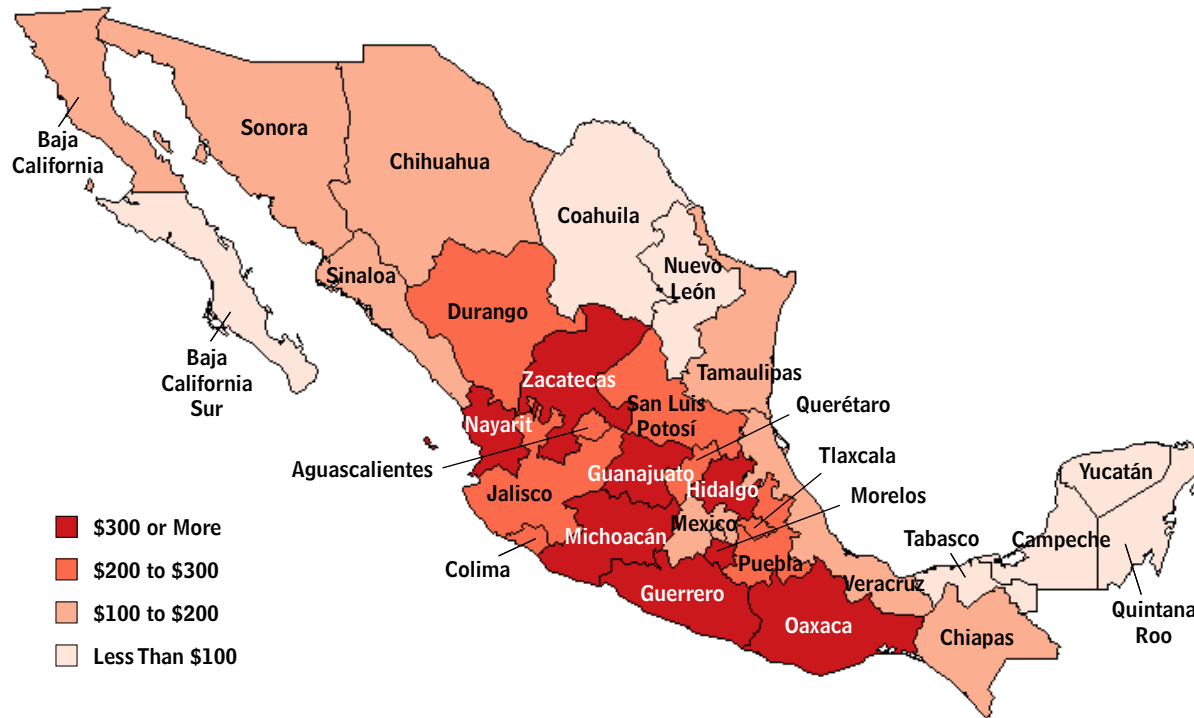 Baja
California
Sonora
Chihuahua
Coahuila
Nuevo
León
Sinaloa
Durango
Baja
California
Sur
Zacatecas
Tamaulipas
San Luis
Potosí
Querétaro
Nayarit
Aguascalientes
Guanajuato
Hidalgo
Tlaxcala
Yucatán
Jalisco
Morelos
Michoacán
Mexico
Campeche
Tabasco
Colima
Puebla
Veracruz
Guerrero
Quintana
Roo
Oaxaca
Chiapas
$300 or More
$200 to $300
$100 to $200
Less Than $100